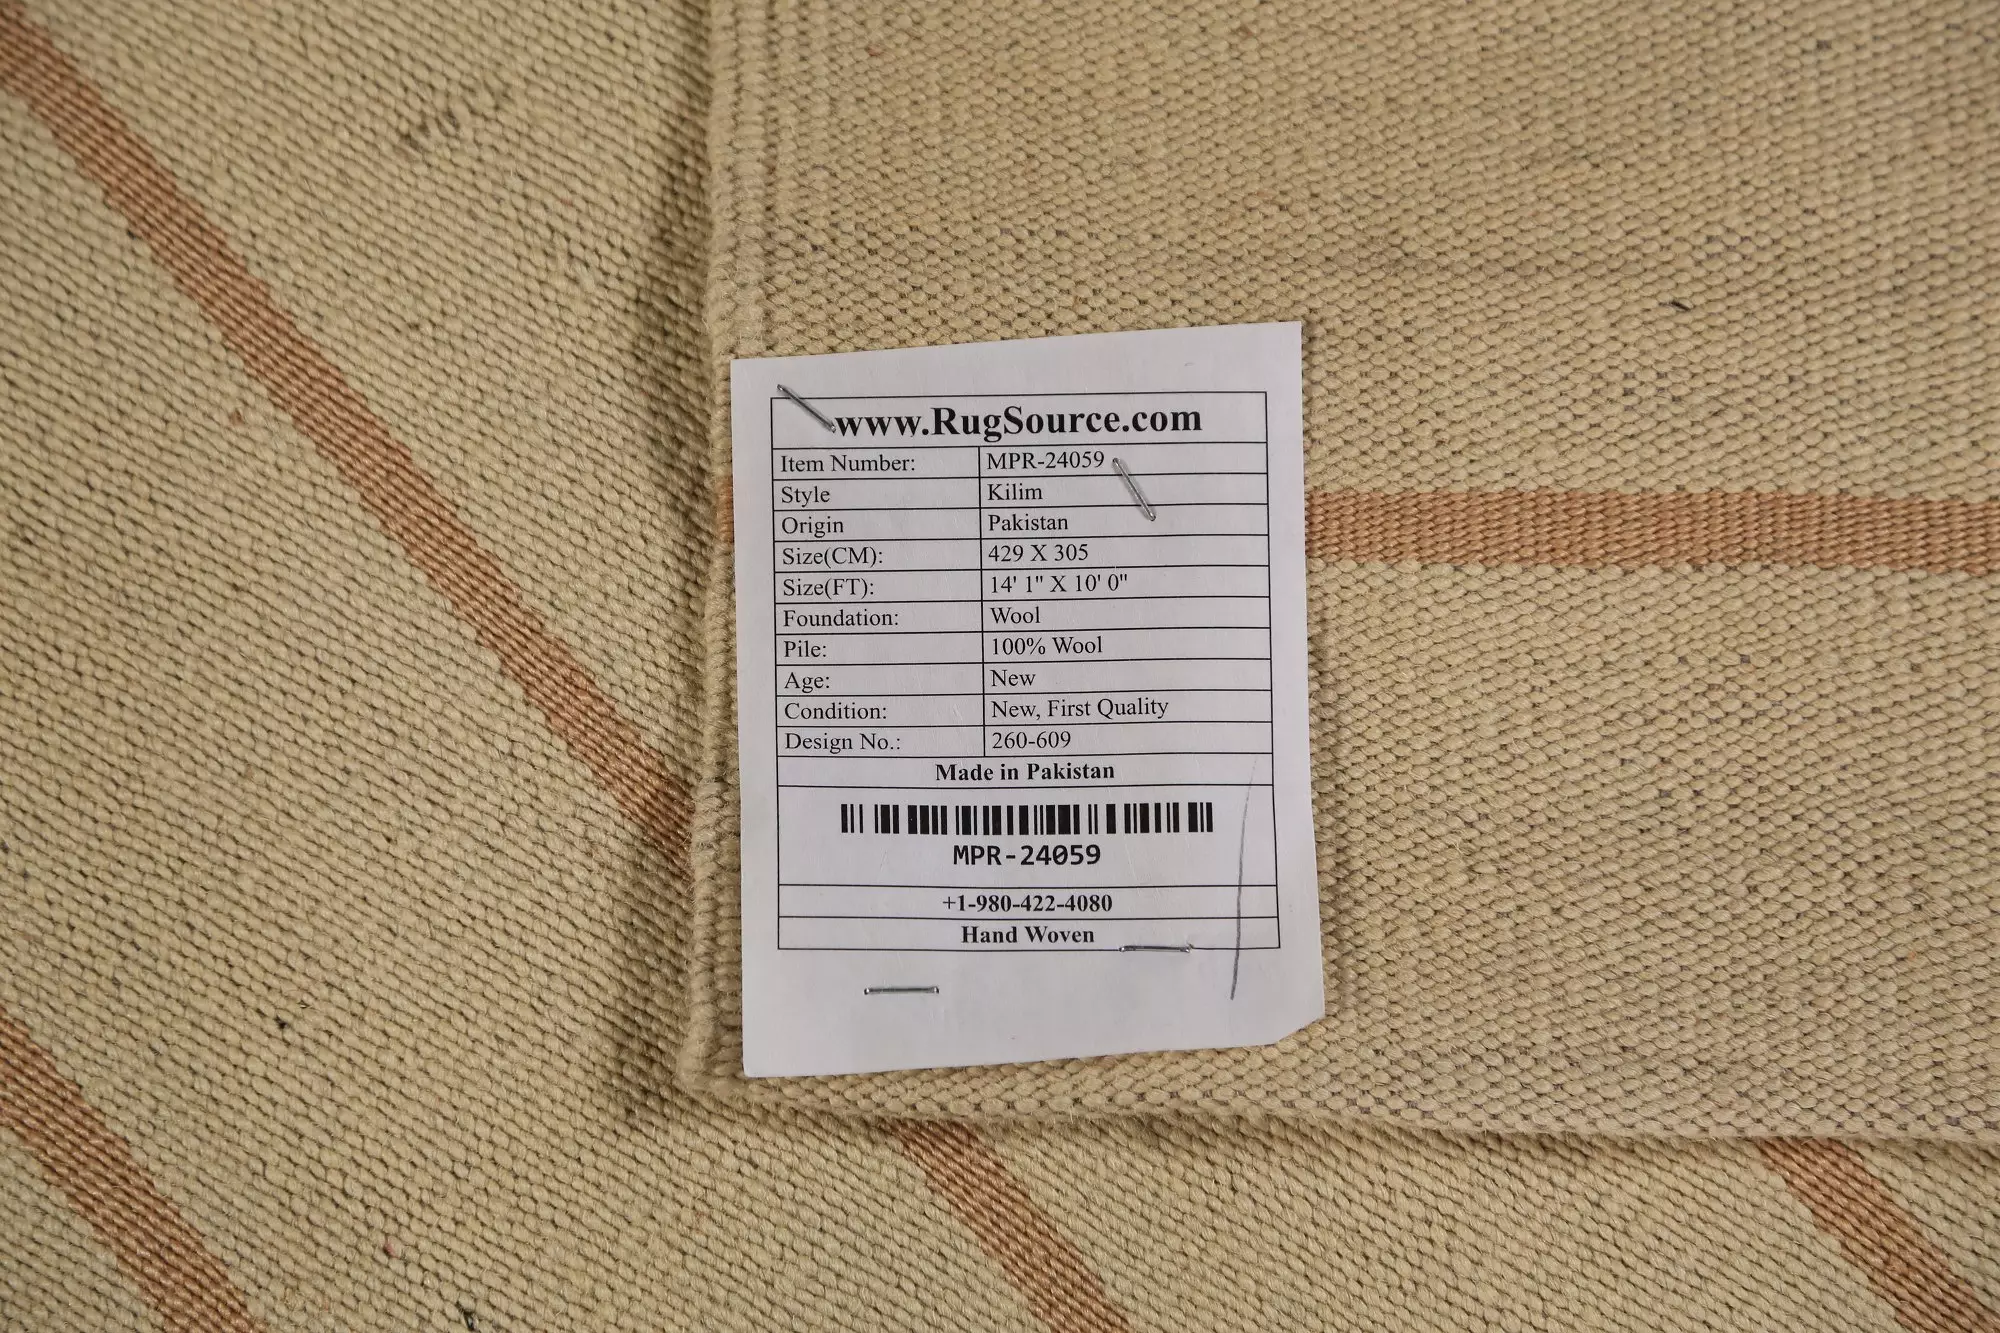 www.RugSource.com
Item Number: MPR-24059
Style Kilim
Origin Pakistan
Size(CM): 429 X 305
Size(FT): 14' 1" X 10' 0"
Foundation: Wool
Pile: 100% Wool
Age: New
Condition: New, First Quality
Design No.: 260-609
Made in Pakistan
MPR-24059
+1-980-422-4080
Hand Woven